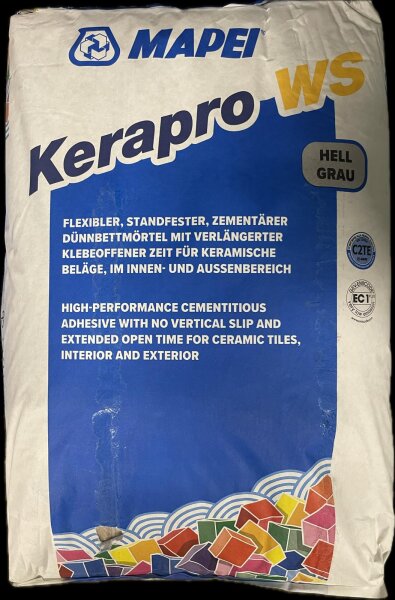 MAPEI
Kerapro WS
HELL
GRAU
FLEXIBLER, STANDFESTER, ZEMENTÄRER
DÜNNBETTMÖRTEL MIT VERLÄNGERTER
KLEBEOFFENER ZEIT FÜR KERAMISCHE
BELÄGE, IM INNEN- UND AUSSENBEREICH
C2TE
EC1
HIGH-PERFORMANCE CEMENTITIOUS
ADHESIVE WITH NO VERTICAL SLIP AND
EXTENDED OPEN TIME FOR CERAMIC TILES,
INTERIOR AND EXTERIOR